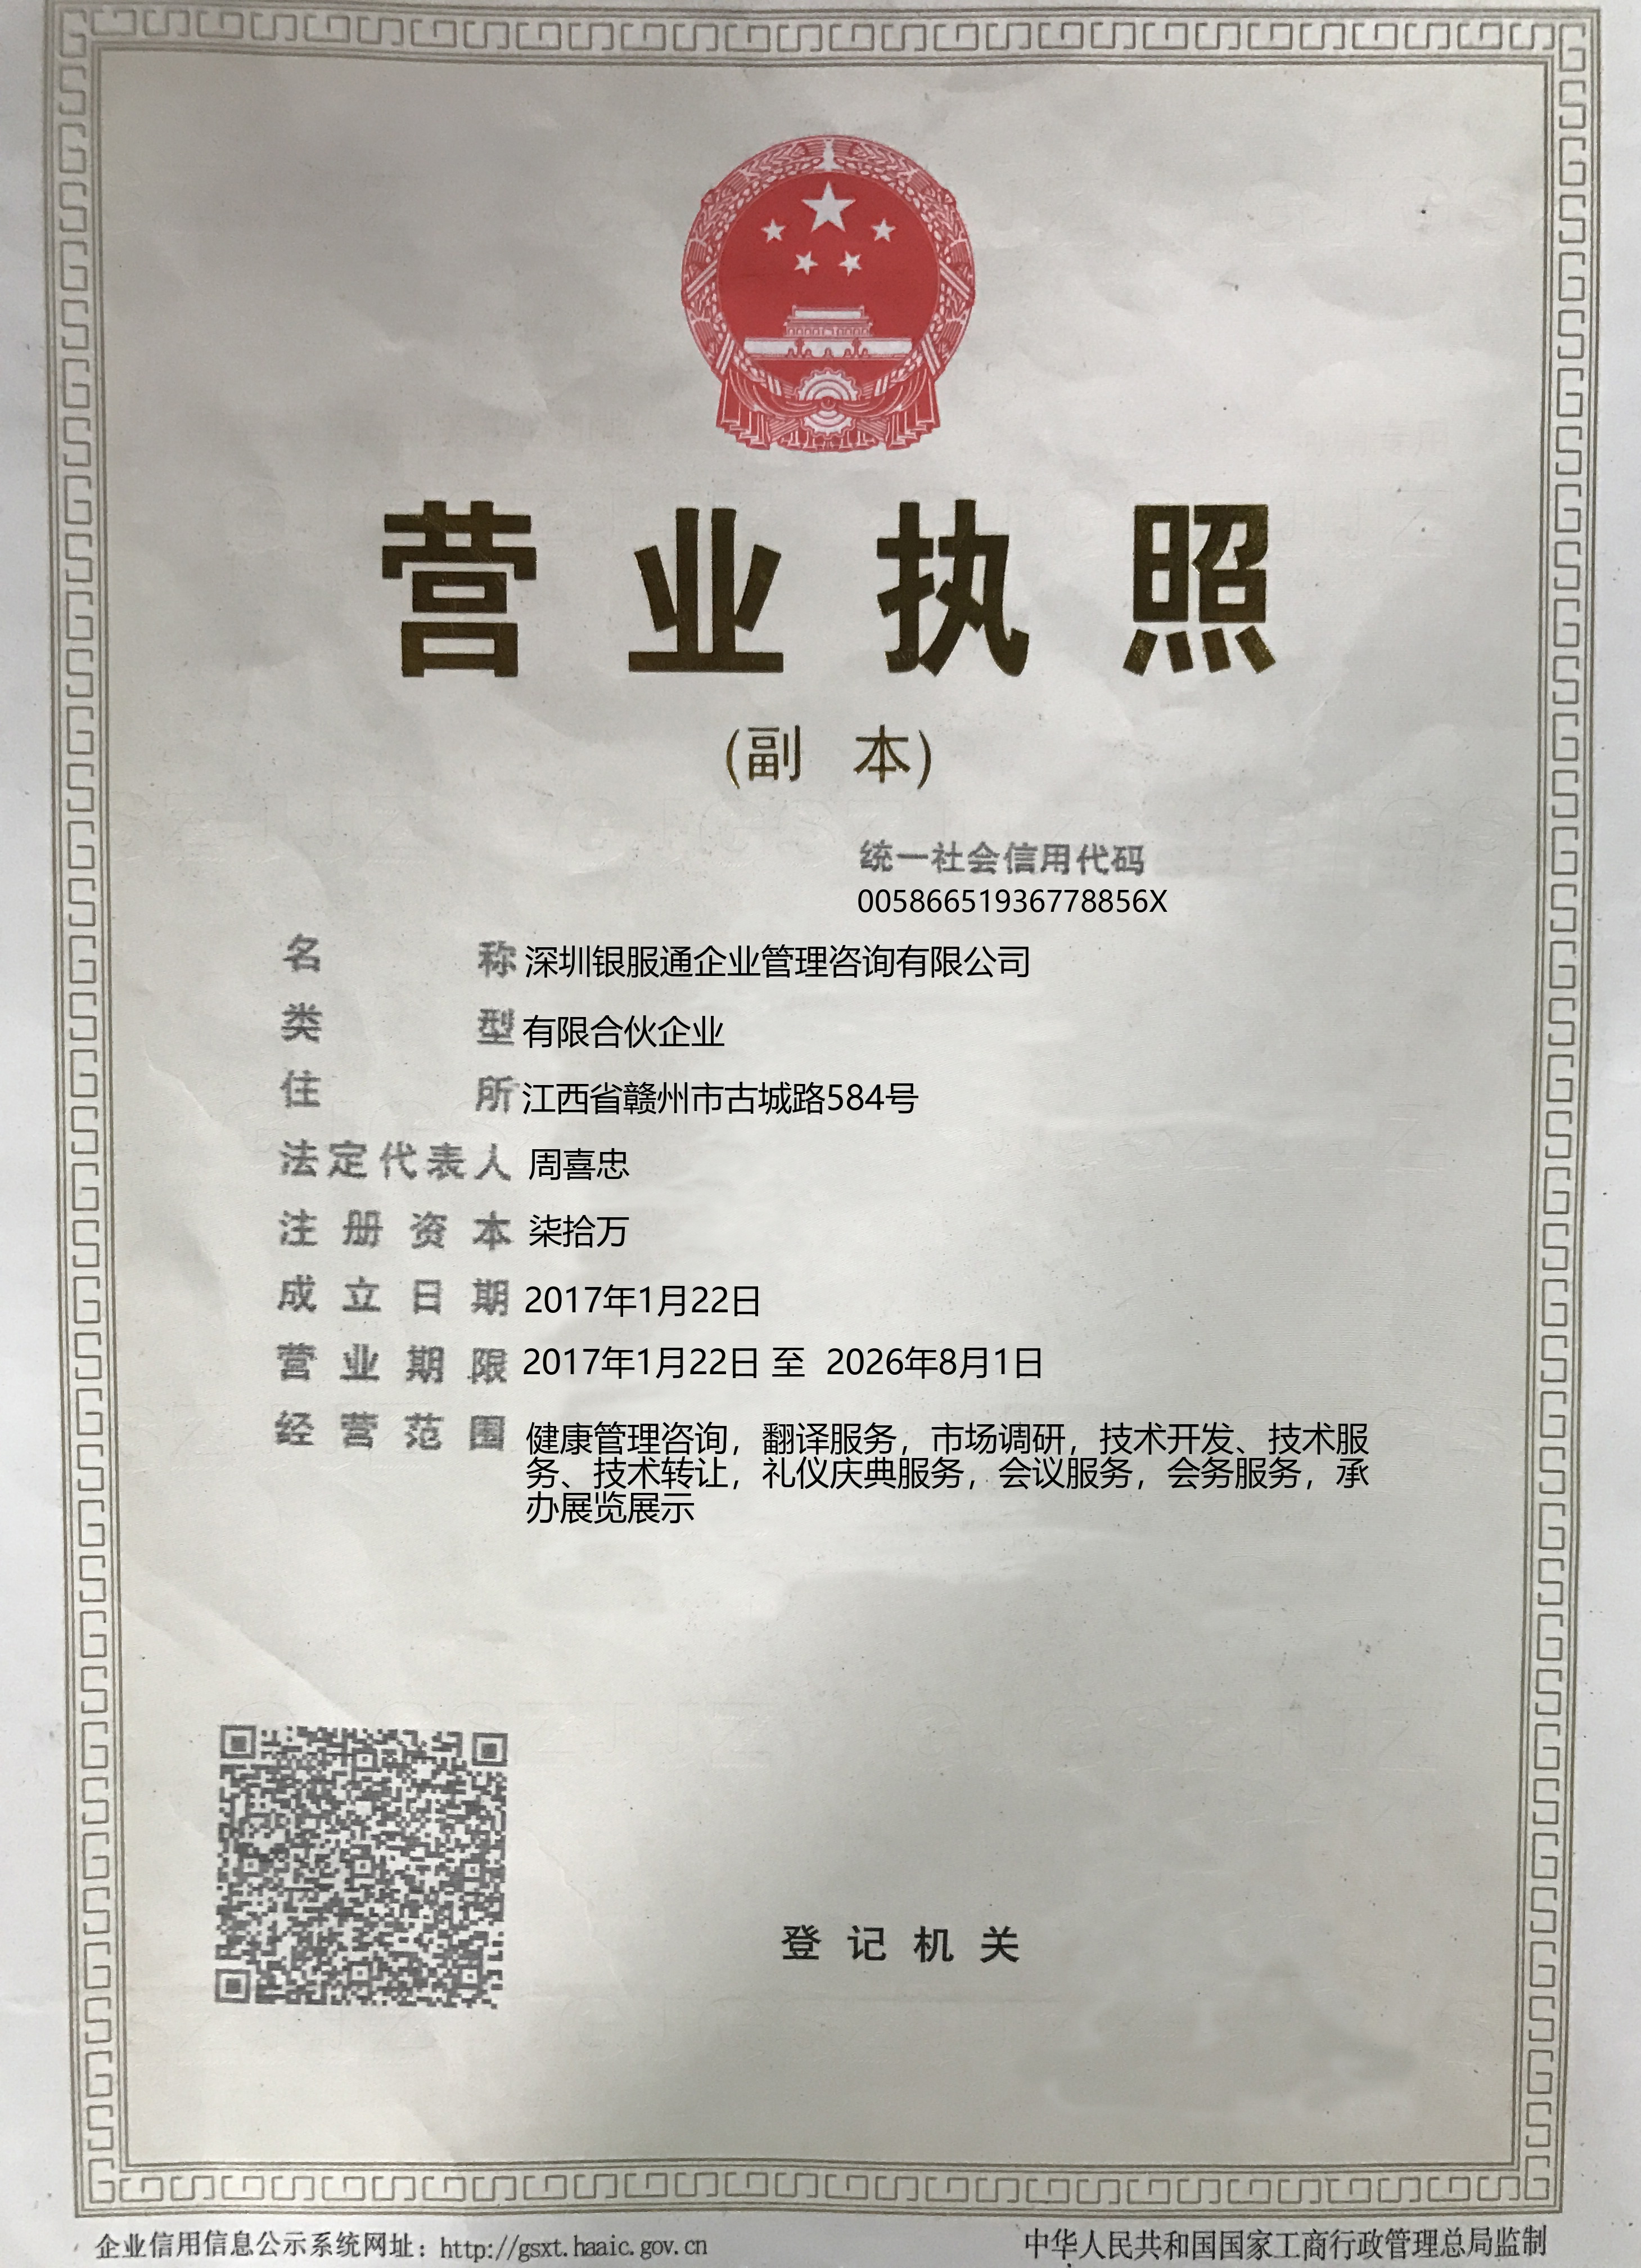 营业执照
(副 本)
统一社会信用代码
00586651936778856X
名 称 深圳银服通企业管理咨询有限公司
类 型 有限合伙企业
住 所 江西省赣州市古城路584号
法定代表人 周喜忠
注册资本 柒拾万
成立日期 2017年1月22日
营业期限 2017年1月22日 至 2026年8月1日
经营范围 健康管理咨询，翻译服务，市场调研，技术开发、技术服
务、技术转让，礼仪庆典服务，会议服务，会务服务，承
办展览展示
登记机关
企业信用信息公示系统网址：http://gsxt.haaic.gov.cn
中华人民共和国国家工商行政管理总局监制